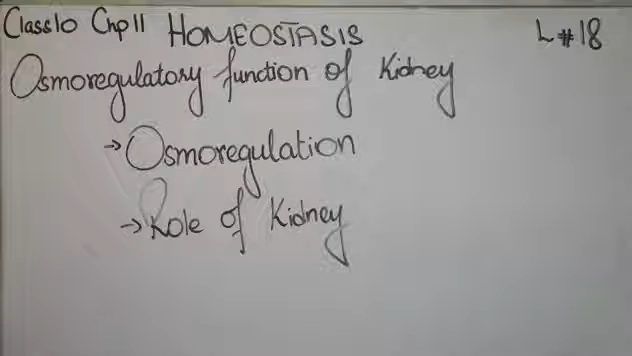 Class10 Chp11 HOMEOSTASIS L#18
Osmoregulatory function of Kidney
→Osmoregulation
→Role of Kidney